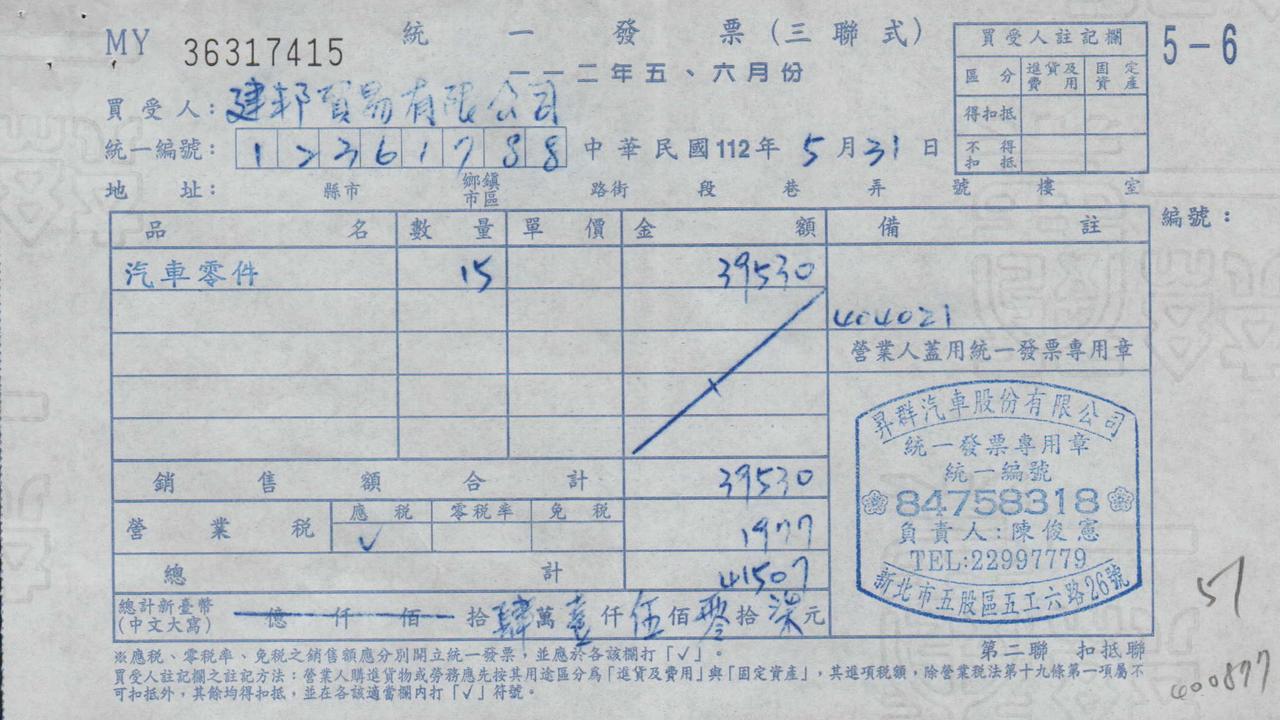 MY 36317415
統一發票(三聯式)
一一二年五、六月份
5-6
買受人註記欄
區分 進貨及費用 固定資產
得扣抵
不得扣抵
買受人:建邦貿易有限公司
統一編號:12361788 中華民國112年5月31日
地址: 縣市 鄉鎮市區 路街 段 巷 弄 號 樓 室
編號:
品名 數量 單價 金額 備註
汽車零件 15 39530
404021
營業人蓋用統一發票專用章
昇群汽車股份有限公司
統一發票專用章
統一編號
84758318
負責人:陳俊憲
TEL:22997779
新北市五股區五工六路26號
銷售額合計 39530
營業稅 應稅 零稅率 免稅
√ 1977
總計 41507
總計新臺幣(中文大寫) 億仟佰拾肆萬壹仟伍佰零拾柒元
57
第二聯 扣抵聯
※應稅、零稅率、免稅之銷售額應分別開立統一發票,並應於各該欄打「√」。
買受人註記欄之註記方法:營業人購進貨物或勞務應先按其用途區分為「進貨及費用」與「固定資產」,其進項稅額,除營業稅法第十九條第一項屬不
可扣抵外,其餘均得扣抵,並在各該適當欄內打「√」符號。
400877